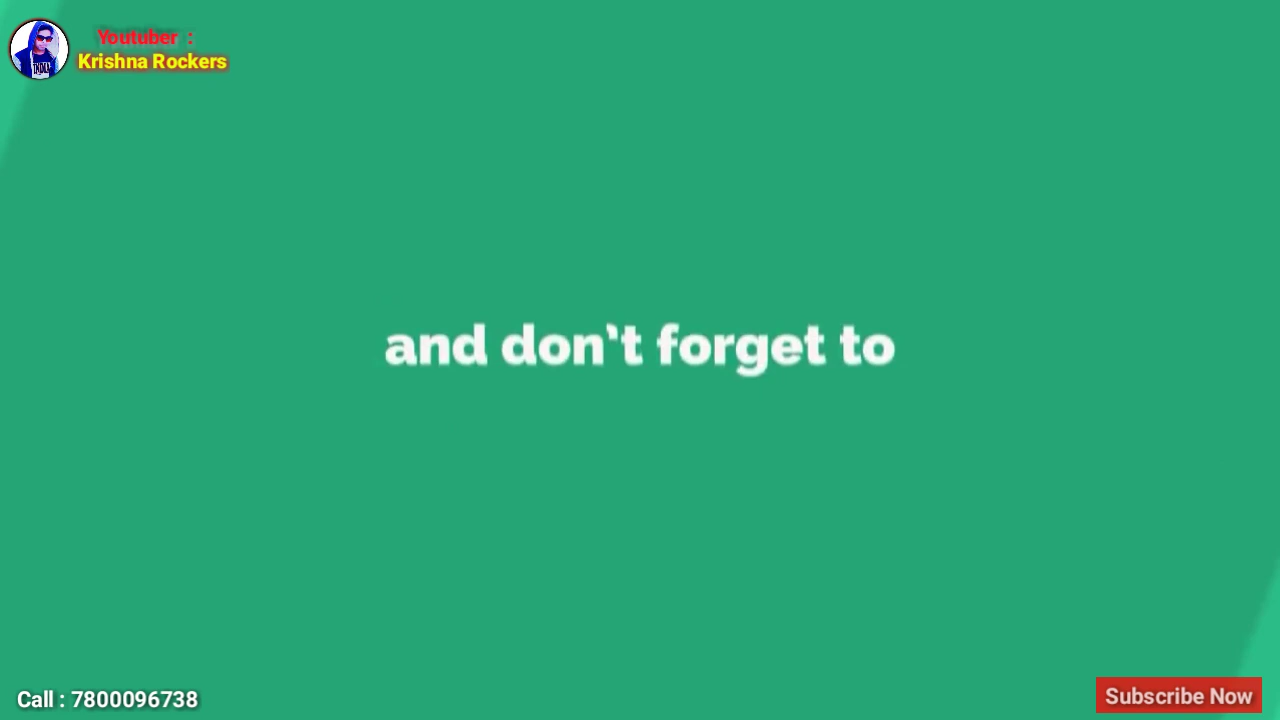 Youtuber :
Krishna Rockers
and don't forget to
Call : 7800096738
Subscribe Now